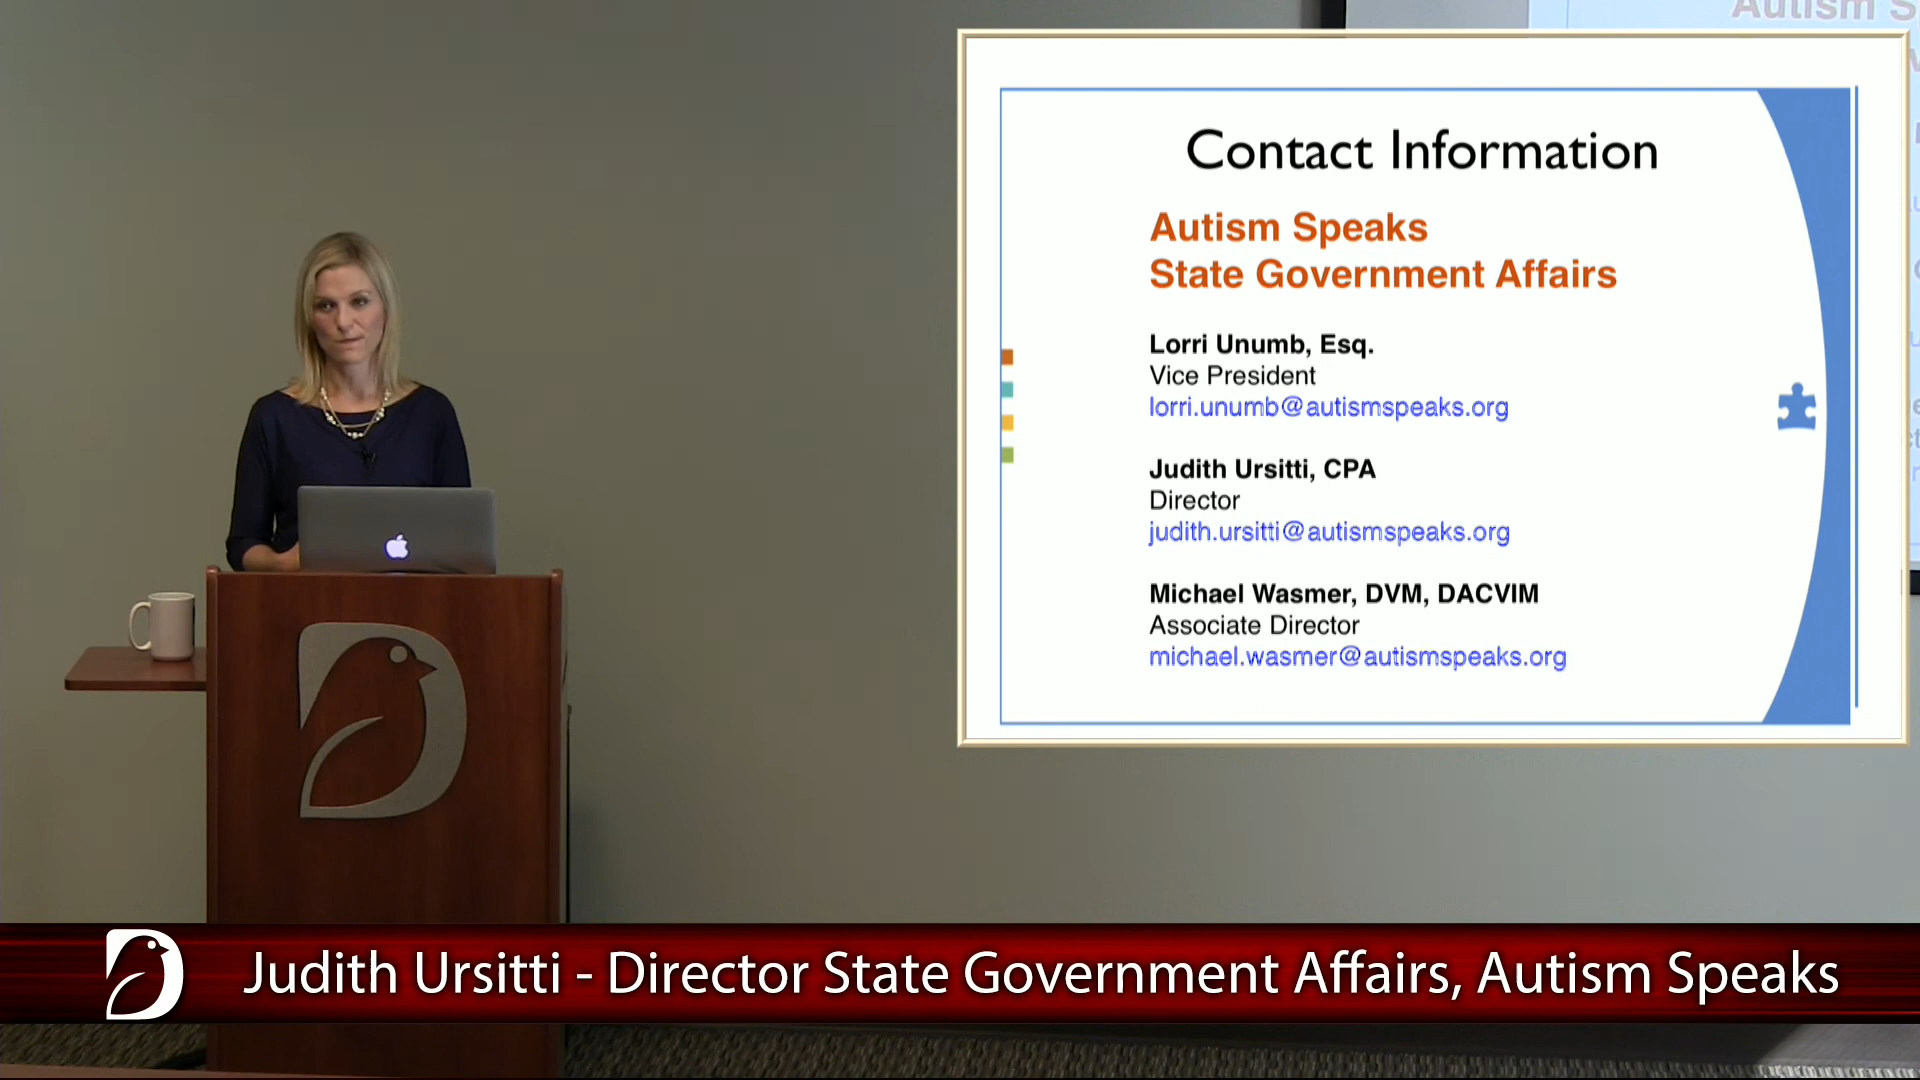 Autism S
Contact Information
Autism Speaks
State Government Affairs
Lorri Unumb, Esq.
Vice President
lorri.unumb@autismspeaks.org
Judith Ursitti, CPA
Director
judith.ursitti@autismspeaks.org
Michael Wasmer, DVM, DACVIM
Associate Director
michael.wasmer@autismspeaks.org
Judith Ursitti - Director State Government Affairs, Autism Speaks